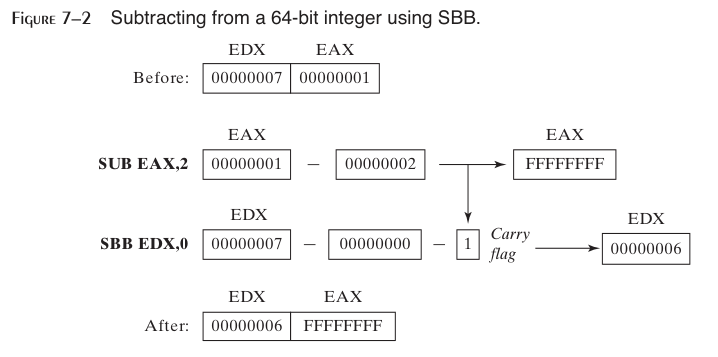 FIGURE 7–2 Subtracting from a 64-bit integer using SBB.
EDX EAX
Before: 00000007 00000001
EAX EAX
SUB EAX,2 00000001 – 00000002 FFFFFFFF
EDX EDX
SBB EDX,0 00000007 – 00000000 – 1 Carry flag 00000006
EDX EAX
After: 00000006 FFFFFFFF